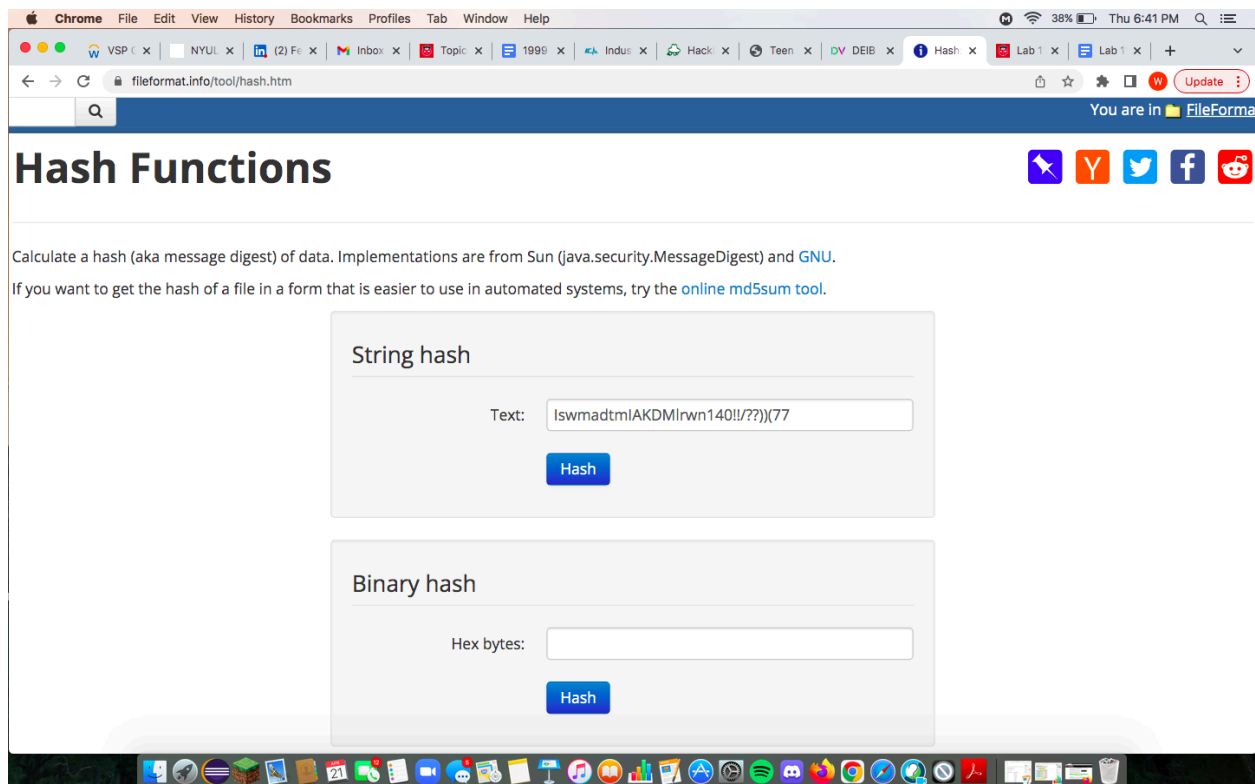 Chrome File Edit View History Bookmarks Profiles Tab Window Help 38% Thu 6:41 PM
VSP NYUL (2) Fe Inbox Topic 1999 Indus Hack Teen DV DEIB Hash Lab 1 Lab 1
fileformat.info/tool/hash.htm W Update
You are in FileForma
Hash Functions
Calculate a hash (aka message digest) of data. Implementations are from Sun (java.security.MessageDigest) and GNU.
If you want to get the hash of a file in a form that is easier to use in automated systems, try the online md5sum tool.
String hash
Text: lswmadtmIAKDMlrwn140!!/??))(77
Hash
Binary hash
Hex bytes:
Hash